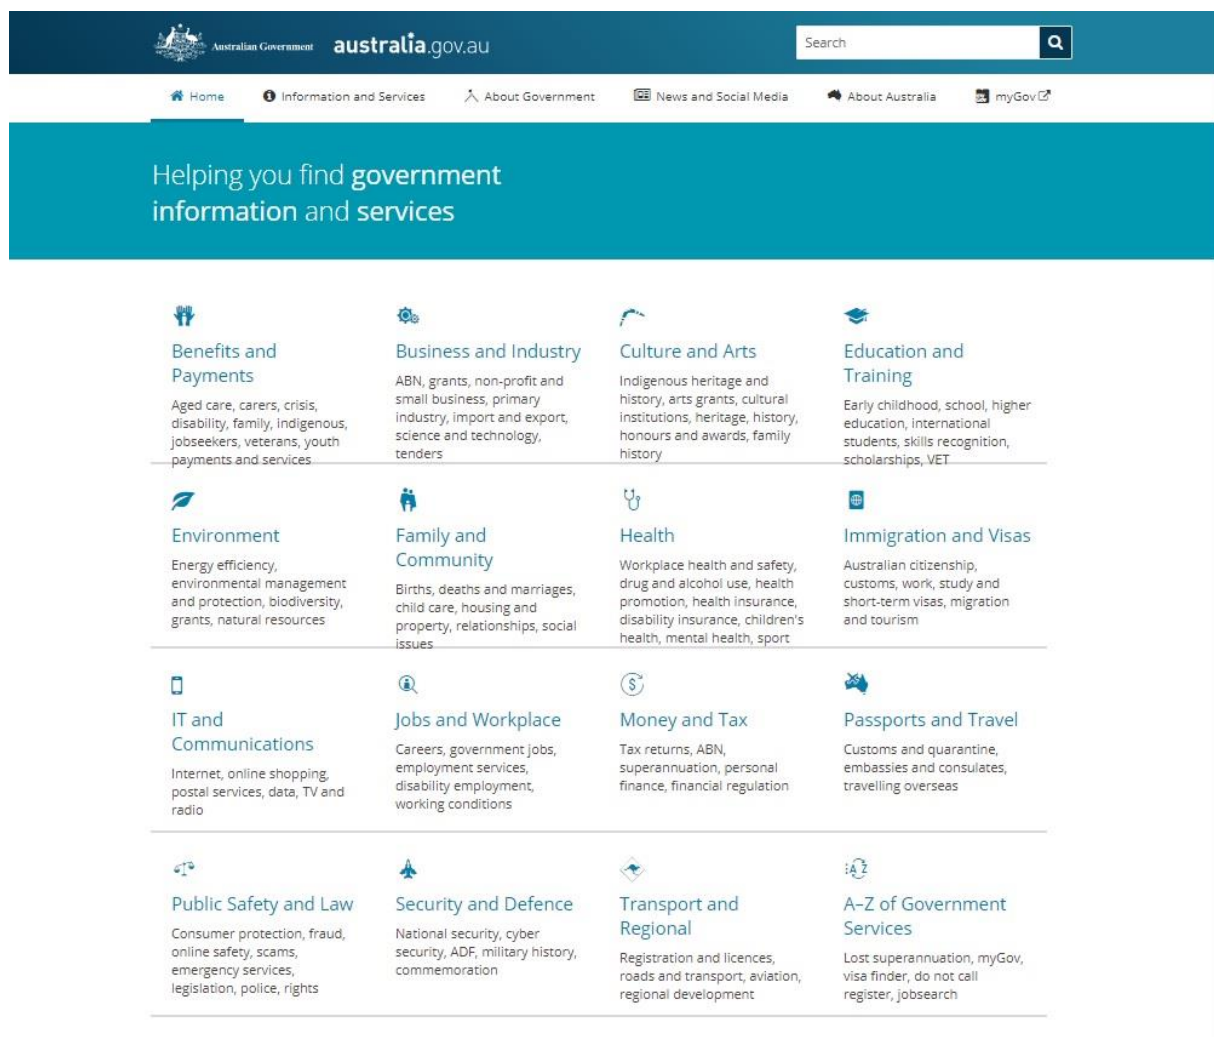 Australian Government
australia.gov.au
Search
Home
Information and Services
About Government
News and Social Media
About Australia
myGov
Helping you find government
information and services
Benefits and
Payments
Aged care, carers, crisis,
disability, family, indigenous,
jobseekers, veterans, youth
payments and services
Business and Industry
ABN, grants, non-profit and
small business, primary
industry, import and export,
science and technology,
tenders
Culture and Arts
Indigenous heritage and
history, arts grants, cultural
institutions, heritage, history,
honours and awards, family
history
Education and
Training
Early childhood, school, higher
education, international
students, skills recognition,
scholarships, VET
Environment
Energy efficiency,
environmental management
and protection, biodiversity,
grants, natural resources
Family and
Community
Births, deaths and marriages,
child care, housing and
property, relationships, social
issues
Health
Workplace health and safety,
drug and alcohol use, health
promotion, health insurance,
disability insurance, children's
health, mental health, sport
Immigration and Visas
Australian citizenship,
customs, work, study and
short-term visas, migration
and tourism
IT and
Communications
Internet, online shopping,
postal services, data, TV and
radio
Jobs and Workplace
Careers, government jobs,
employment services,
disability employment,
working conditions
Money and Tax
Tax returns, ABN,
superannuation, personal
finance, financial regulation
Passports and Travel
Customs and quarantine,
embassies and consulates,
travelling overseas
Public Safety and Law
Consumer protection, fraud,
online safety, scams,
emergency services,
legislation, police, rights
Security and Defence
National security, cyber
security, ADF, military history,
commemoration
Transport and
Regional
Registration and licences,
roads and transport, aviation,
regional development
A Z
A–Z of Government
Services
Lost superannuation, myGov,
visa finder, do not call
register, jobsearch